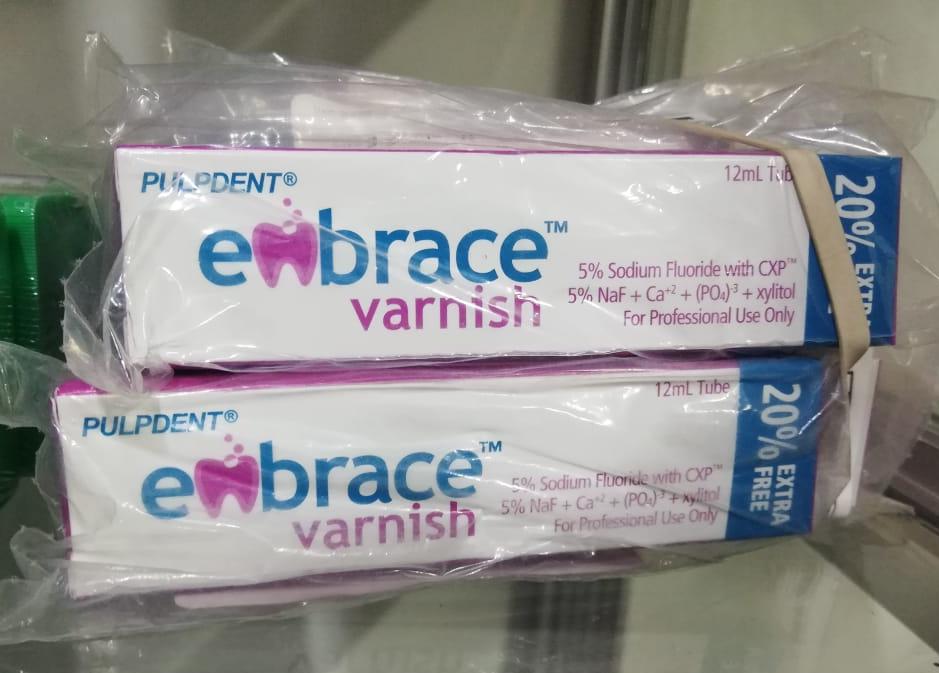 PULPDENT®
12mL Tub
embrace™
varnish
5% Sodium Fluoride with CXP™
5% NaF + Ca⁺² + (PO₄)⁻³ + xylitol
For Professional Use Only
20% EXTRA
PULPDENT®
12mL Tube
embrace™
varnish
5% Sodium Fluoride with CXP™
5% NaF + Ca⁺² + (PO₄)⁻³ + xylitol
For Professional Use Only
20% EXTRA
FREE